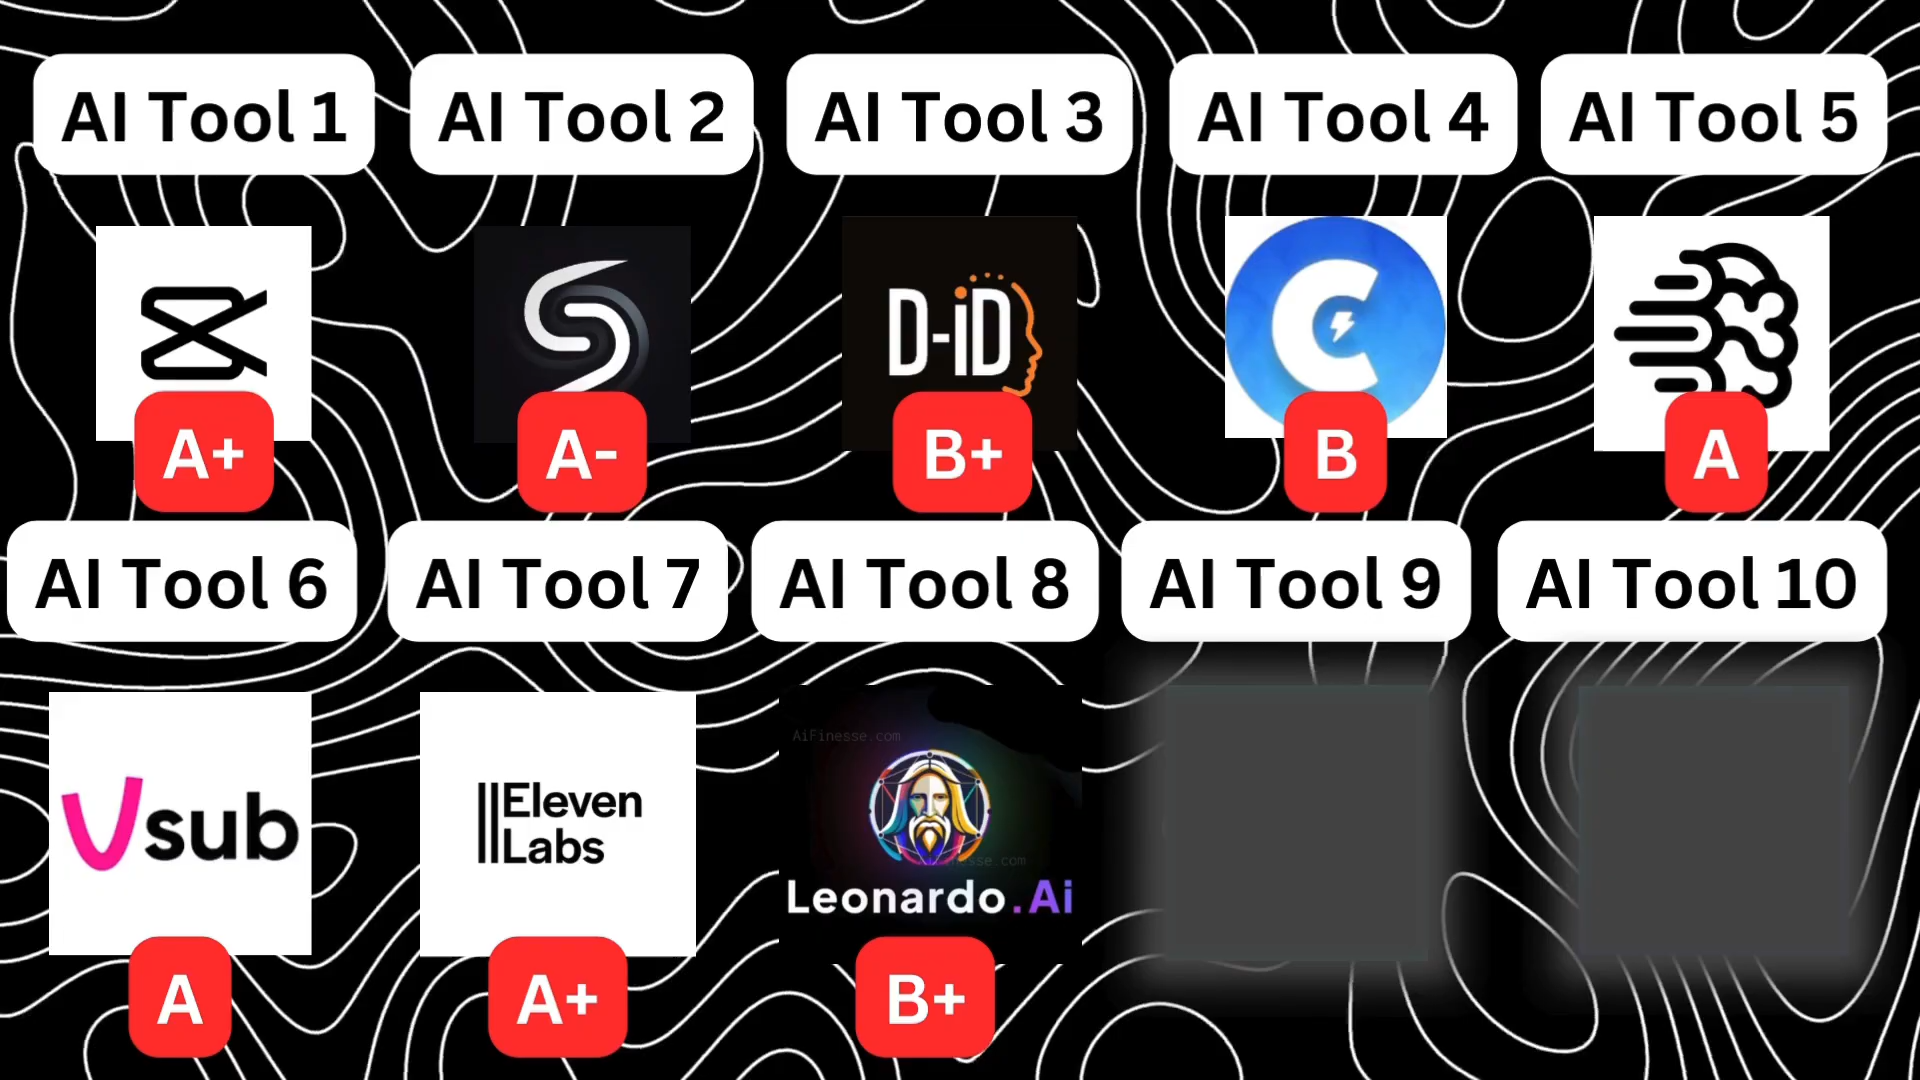 AI Tool 1
AI Tool 2
AI Tool 3
AI Tool 4
AI Tool 5
D-iD
A+
A-
B+
B
A
AI Tool 6
AI Tool 7
AI Tool 8
AI Tool 9
AI Tool 10
AiFinesse.com
Vsub
Eleven
Labs
AiFinesse.com
Leonardo.Ai
A
A+
B+